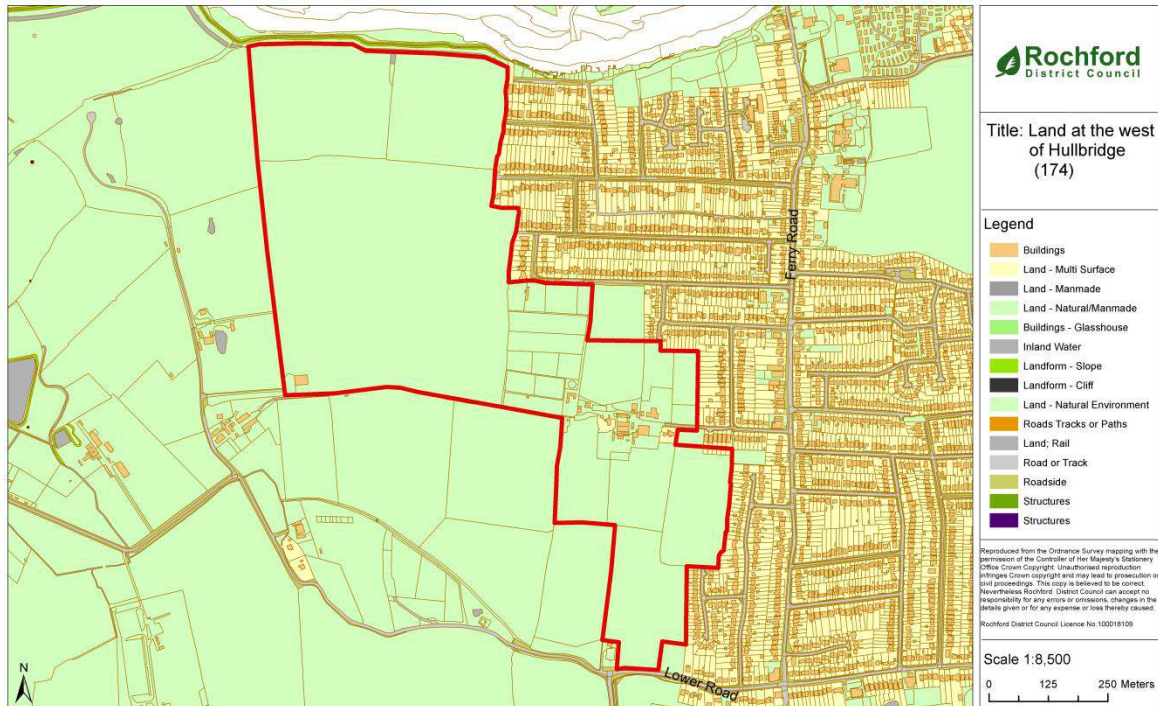 Rochford
District Council
Title: Land at the west
of Hullbridge
(174)
Legend
Buildings
Land - Multi Surface
Land - Manmade
Land - Natural/Manmade
Buildings - Glasshouse
Inland Water
Landform - Slope
Landform - Cliff
Land - Natural Environment
Roads Tracks or Paths
Land; Rail
Road or Track
Roadside
Structures
Structures
Reproduced from the Ordnance Survey mapping with the
permission of the Controller of Her Majesty's Stationery
Office Crown Copyright. Unauthorised reproduction
infringes Crown copyright and may lead to prosecution or
civil proceedings. This copy is believed to be correct.
Nevertheless Rochford District Council can accept no
responsibility for any errors or omissions, changes in the
details given or for any expense or loss thereby caused.
Rochford District Council Licence No.100018109
Scale 1:8,500
0 125 250 Meters
Ferry Road
Lower Road
N